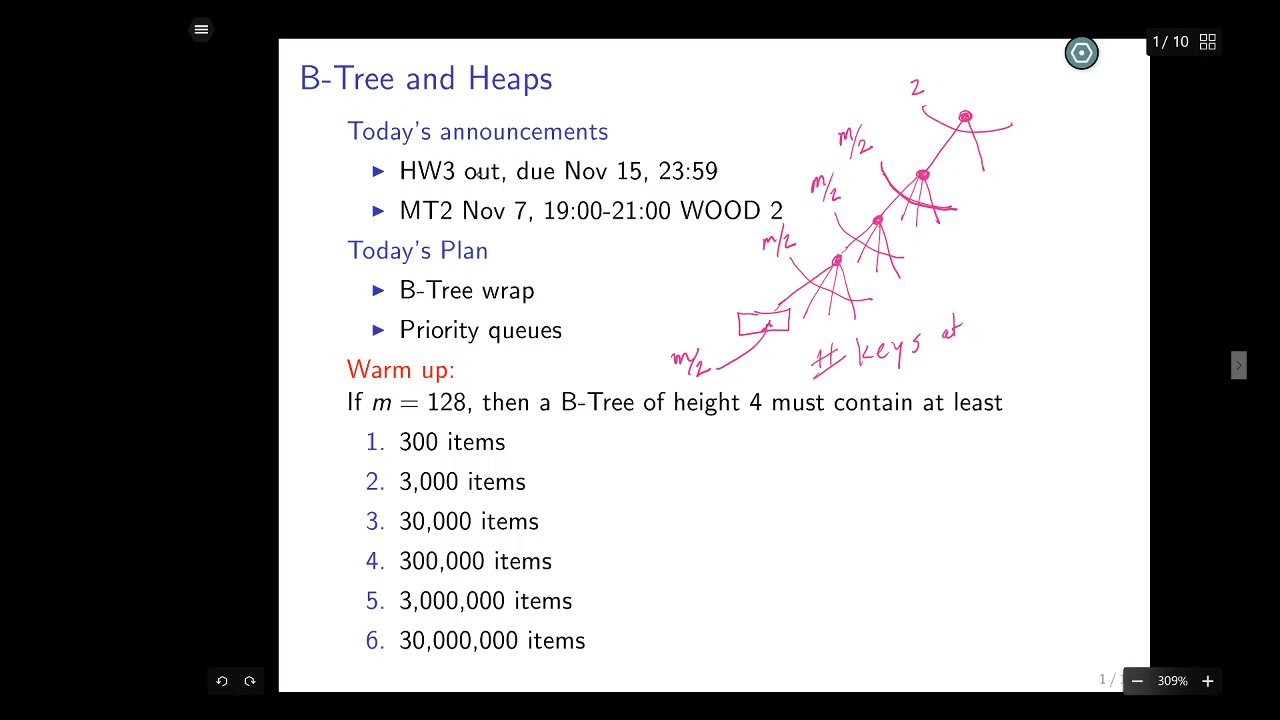 1 / 10
B-Tree and Heaps
2
Today's announcements
m/2
HW3 out, due Nov 15, 23:59
m/2
MT2 Nov 7, 19:00-21:00 WOOD 2
m/2
Today's Plan
B-Tree wrap
Priority queues
# keys at
m/2
Warm up:
If m = 128, then a B-Tree of height 4 must contain at least
1. 300 items
2. 3,000 items
3. 30,000 items
4. 300,000 items
5. 3,000,000 items
6. 30,000,000 items
1 /
309%